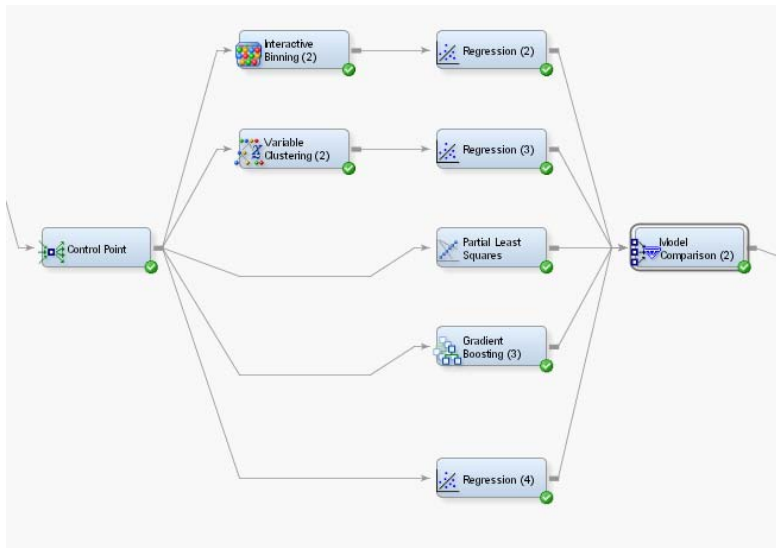 Interactive
Binning (2)
Regression (2)
Variable
Clustering (2)
Regression (3)
Control Point
Partial Least
Squares
Model
Comparison (2)
Gradient
Boosting (3)
Regression (4)